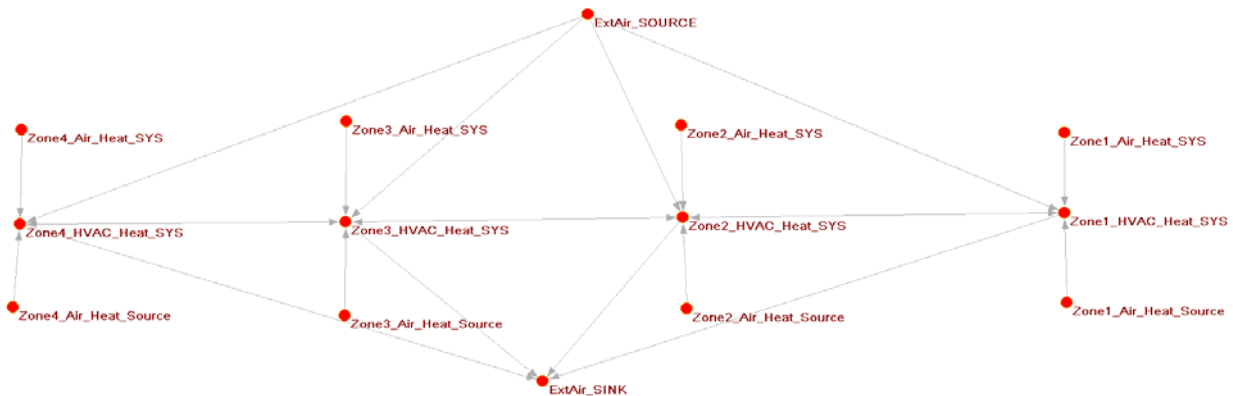 ExtAir_SOURCE
Zone4_Air_Heat_SYS
Zone3_Air_Heat_SYS
Zone2_Air_Heat_SYS
Zone1_Air_Heat_SYS
Zone4_HVAC_Heat_SYS
Zone3_HVAC_Heat_SYS
Zone2_HVAC_Heat_SYS
Zone1_HVAC_Heat_SYS
Zone4_Air_Heat_Source
Zone3_Air_Heat_Source
Zone2_Air_Heat_Source
Zone1_Air_Heat_Source
ExtAir_SINK